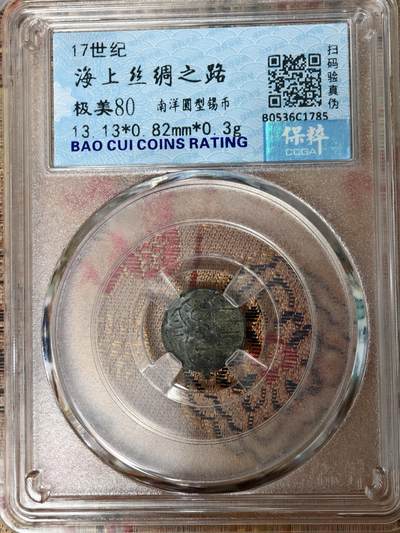 17世纪
海上丝绸之路
极美80 南洋圆型锡币
13.13*0.82mm*0.3g
BAO CUI COINS RATING
扫码验真伪
B0536C1785
保粹
CCGA